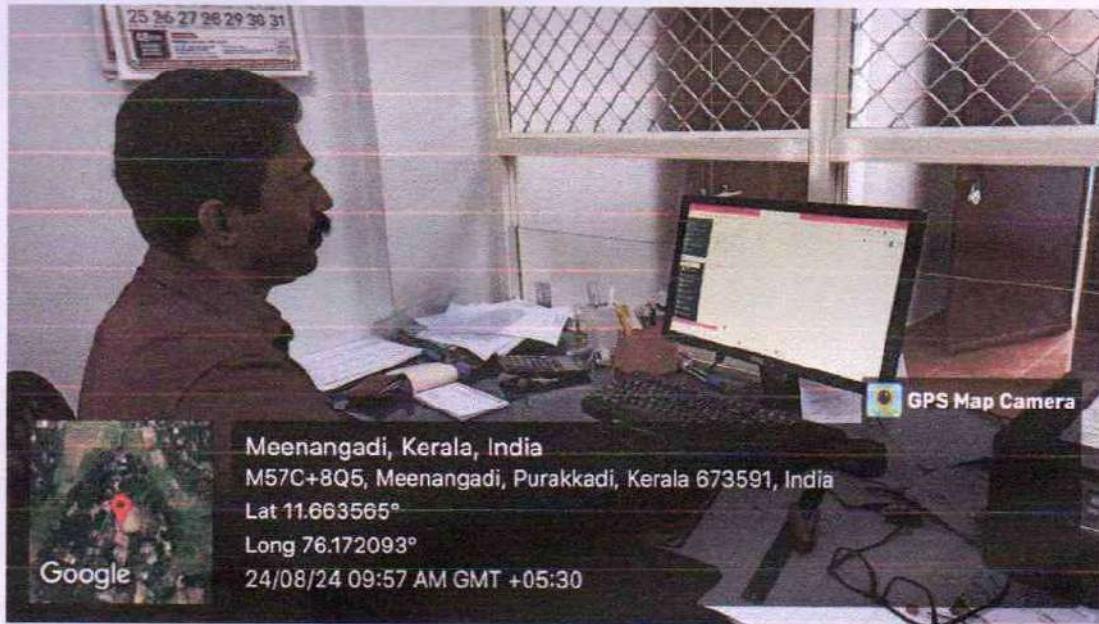 25 26 27 28 29 30 31
GPS Map Camera
Meenangadi, Kerala, India
M57C+8Q5, Meenangadi, Purakkadi, Kerala 673591, India
Lat 11.663565°
Long 76.172093°
24/08/24 09:57 AM GMT +05:30
Google